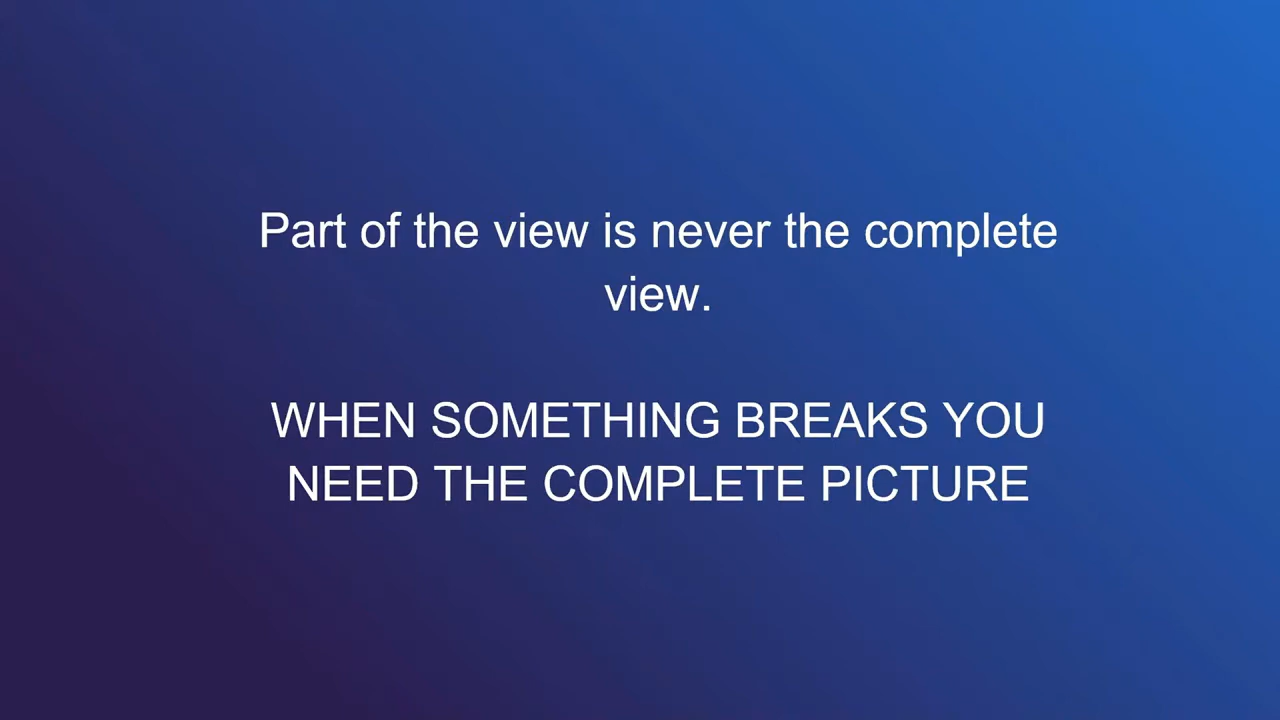 Part of the view is never the complete
view.
WHEN SOMETHING BREAKS YOU
NEED THE COMPLETE PICTURE